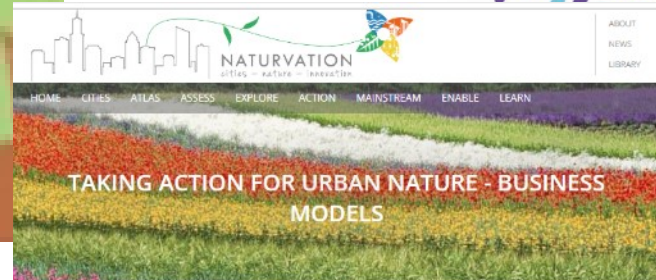 ABOUT
NEWS
LIBRARY
NATURVATION
cities – nature – innovation
HOME CITIES ATLAS ASSESS EXPLORE ACTION MAINSTREAM ENABLE LEARN
TAKING ACTION FOR URBAN NATURE - BUSINESS
MODELS